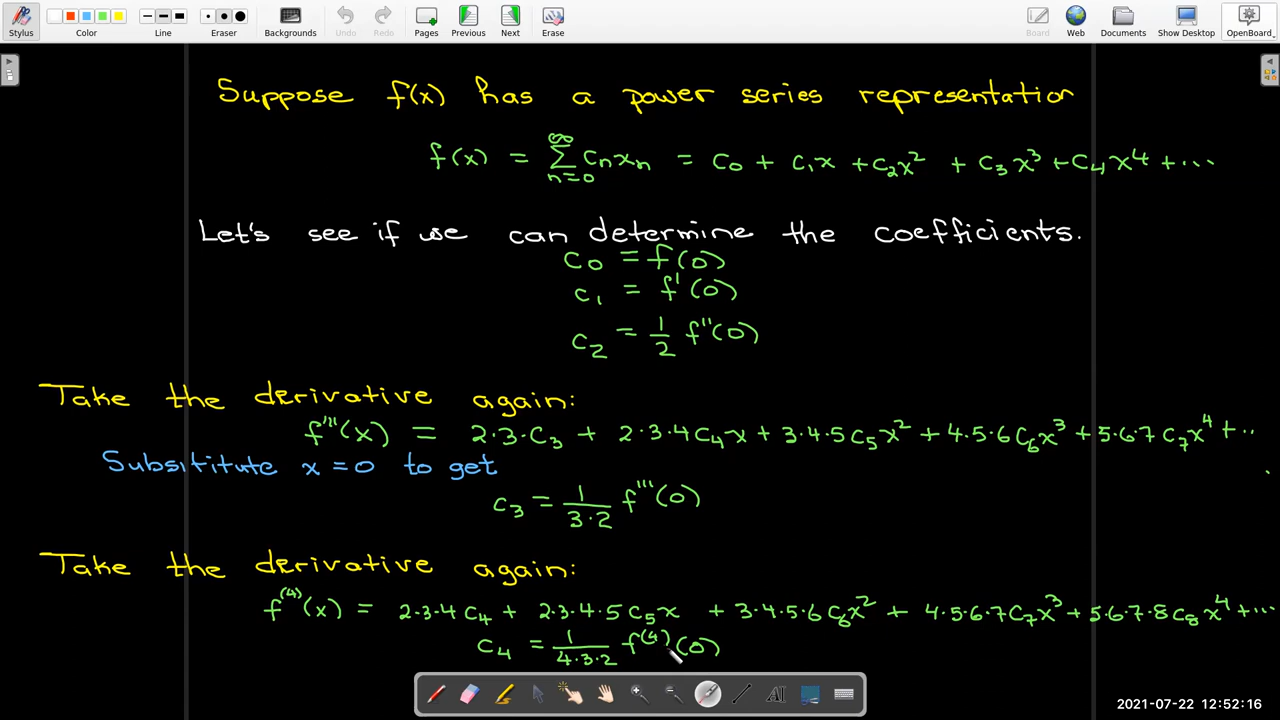 Stylus Color Line Eraser Backgrounds Undo Redo Pages Previous Next Erase Board Web Documents Show Desktop OpenBoard
Suppose f(x) has a power series representation
f(x) = ∑_{n=0}^{∞} cₙxₙ = c₀ + c₁x + c₂x² + c₃x³ + c₄x⁴ + ⋯
Let's see if we can determine the coefficients.
c₀ = f(0)
c₁ = f'(0)
c₂ = 1/2 f''(0)
Take the derivative again:
f'''(x) = 2·3·c₃ + 2·3·4c₄x + 3·4·5c₅x² + 4·5·6c₆x³ + 5·6·7c₇x⁴ + ⋯
Subsititute x=0 to get
c₃ = 1/(3·2) f'''(0)
Take the derivative again:
f⁽⁴⁾(x) = 2·3·4c₄ + 2·3·4·5c₅x + 3·4·5·6c₆x² + 4·5·6·7c₇x³ + 5·6·7·8c₈x⁴ + ⋯
c₄ = 1/(4·3·2) f⁽⁴⁾(0)
AI
2021-07-22 12:52:16